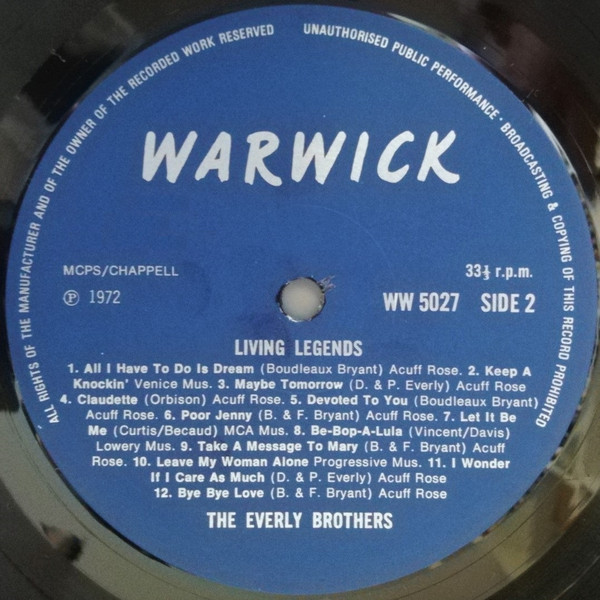 ALL RIGHTS OF THE MANUFACTURER AND OF THE OWNER OF THE RECORDED WORK RESERVED
UNAUTHORISED PUBLIC PERFORMANCE · BROADCASTING & COPYING OF THIS RECORD PROHIBITED
WARWICK
MCPS/CHAPPELL
33⅓ r.p.m.
Ⓟ 1972
WW 5027 SIDE 2
LIVING LEGENDS
1. All I Have To Do Is Dream (Boudleaux Bryant) Acuff Rose. 2. Keep A
Knockin' Venice Mus. 3. Maybe Tomorrow (D. & P. Everly) Acuff Rose
4. Claudette (Orbison) Acuff Rose. 5. Devoted To You (Boudleaux Bryant)
Acuff Rose. 6. Poor Jenny (B. & F. Bryant) Acuff Rose. 7. Let It Be
Me (Curtis/Becaud) MCA Mus. 8. Be-Bop-A-Lula (Vincent/Davis)
Lowery Mus. 9. Take A Message To Mary (B. & F. Bryant) Acuff
Rose. 10. Leave My Woman Alone Progressive Mus. 11. I Wonder
If I Care As Much (D. & P. Everly) Acuff Rose
12. Bye Bye Love (B. & F. Bryant) Acuff Rose
THE EVERLY BROTHERS